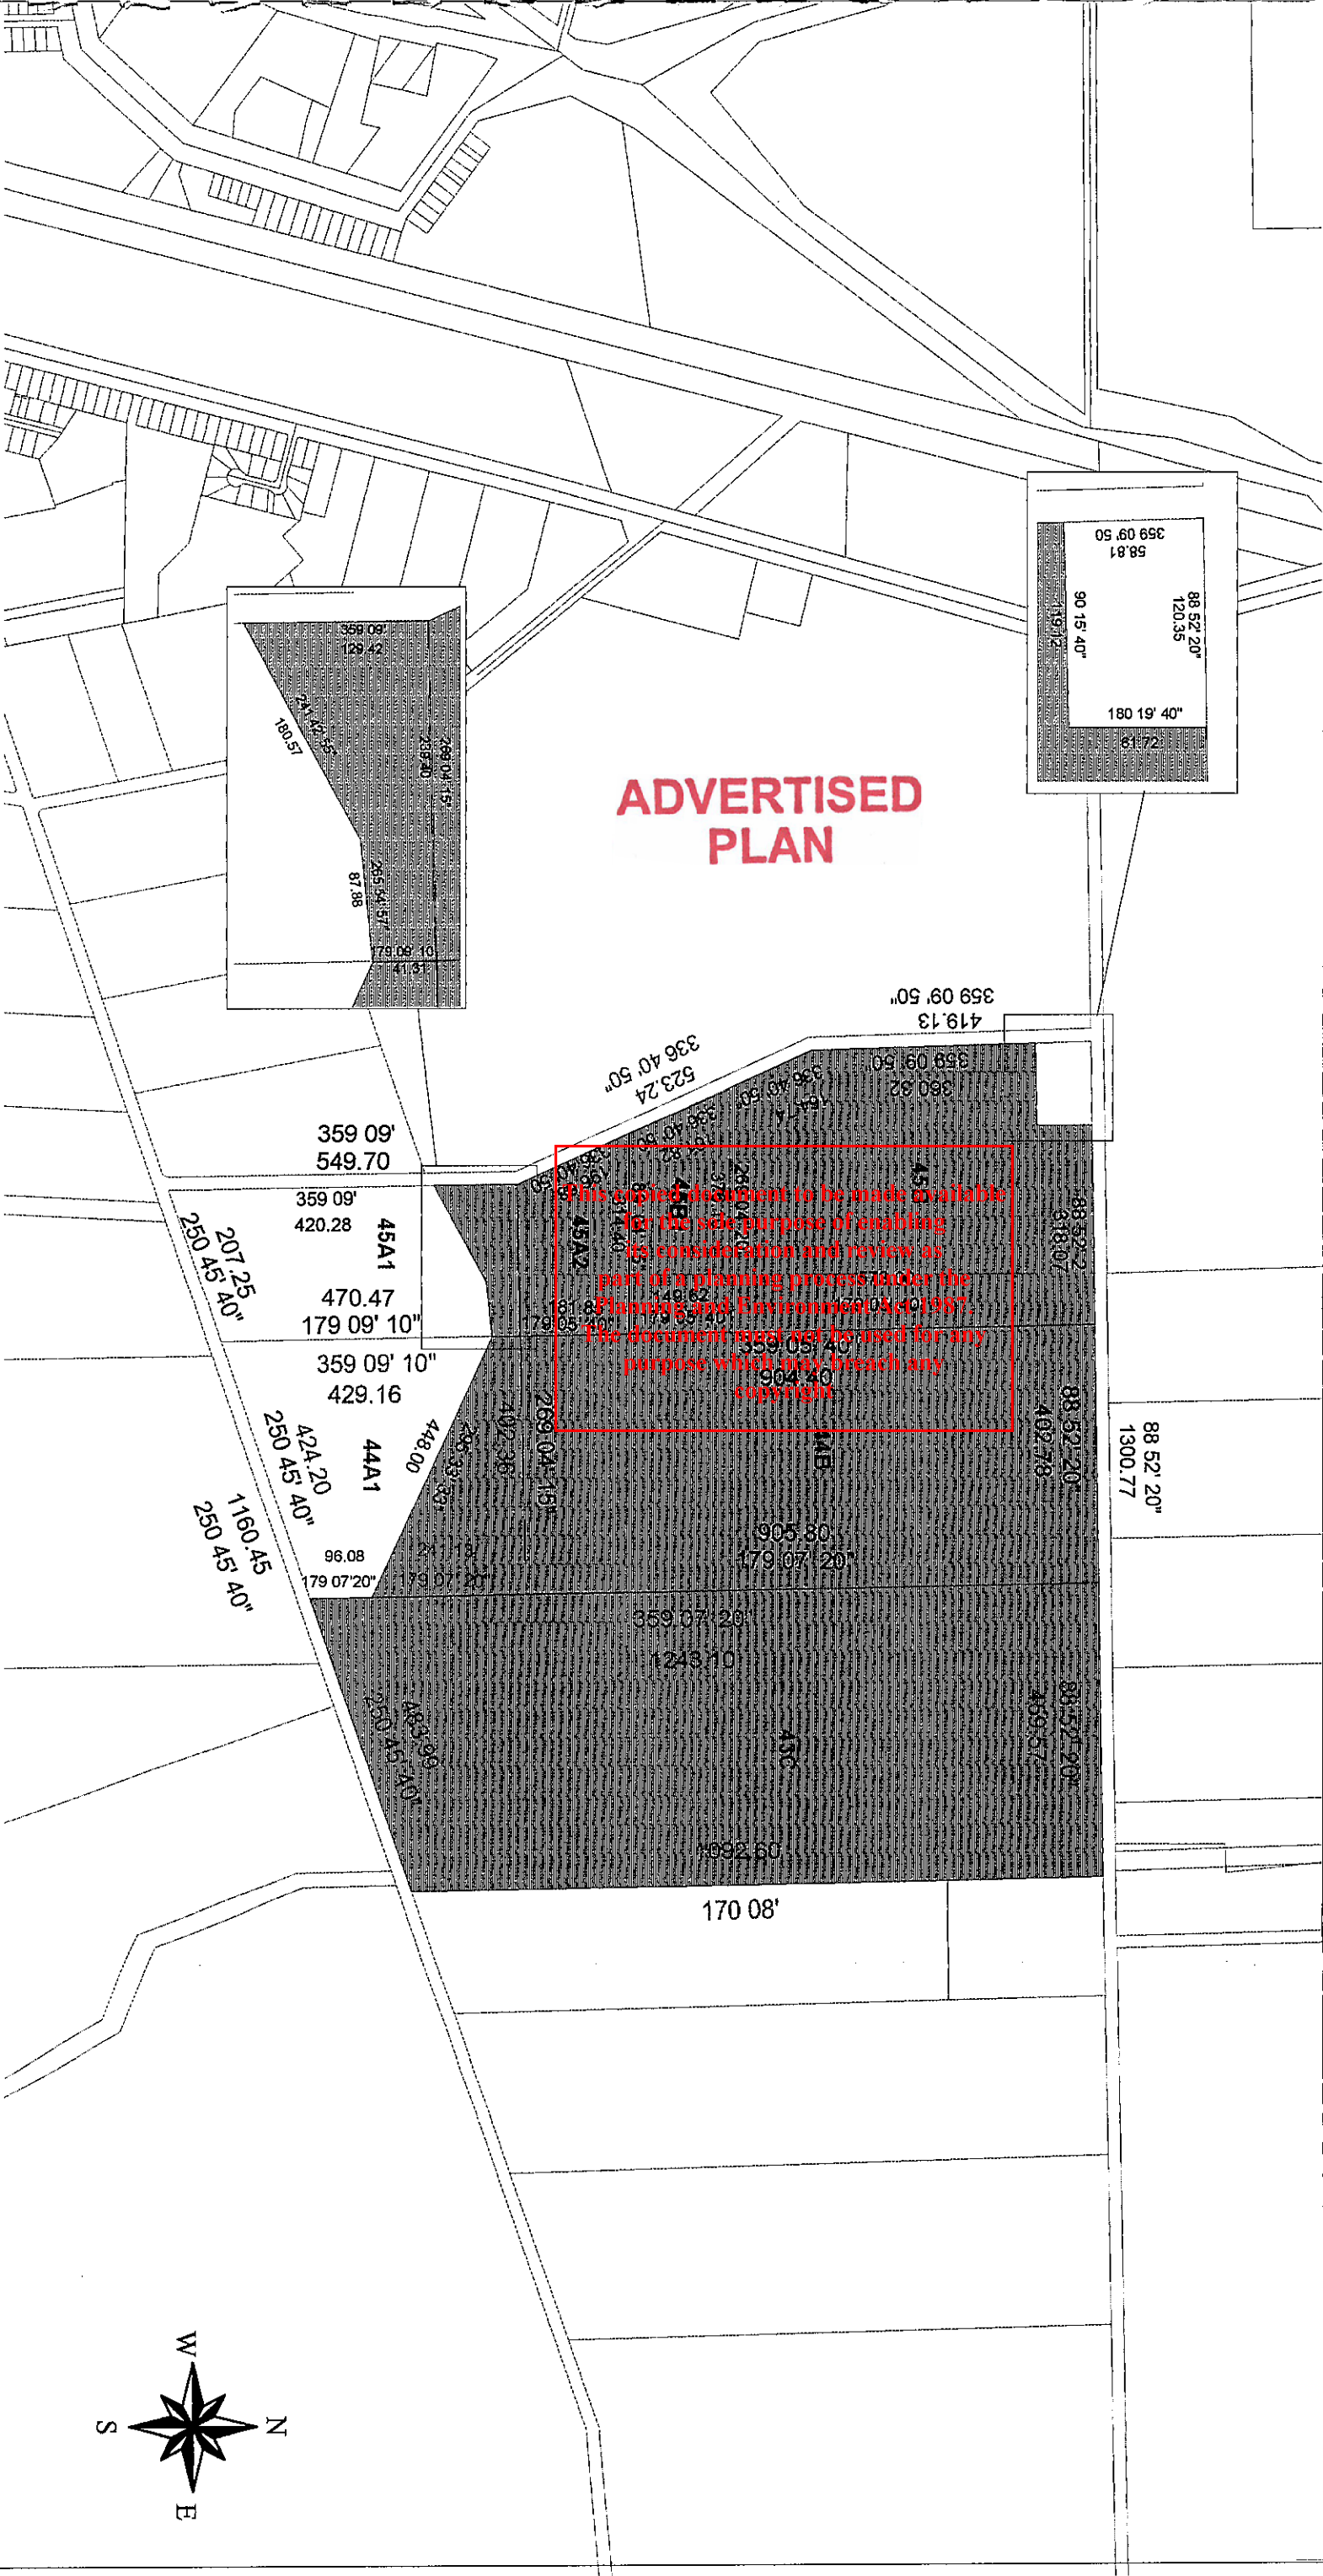 359 09' 50
58.81
88 52' 20"
120.35
90 15' 40"
119.12
180 19' 40"
61.72
359 09'
129.42
241 42' 55"
180.57
269 04' 15"
239.40
265 54' 57"
87.88
179 09' 10
41.31
ADVERTISED
PLAN
359 09' 50"
419.13
336 40' 50"
523.24
359 09' 50"
360.32
336 40' 50"
359 09'
549.70
359 09'
420.28
45A1
207.25
250 45' 40"
470.47
179 09' 10"
45A2
This copied document to be made available
for the sole purpose of enabling
its consideration and review as
part of a planning process under the
Planning and Environment Act 1987.
The document must not be used for any
purpose which may breach any
copyright
359 05' 40"
904.40
318.07
359 09' 10"
429.16
44A1
424.20
250 45' 40"
448.00
402.36
269 04' 15"
44B
88 52' 20"
402.78
88 52' 20"
1300.77
1160.45
250 45' 40"
96.08
179 07'20"
905.80
179 07' 20"
359 07' 20"
1243.10
483.99
250 45' 40"
43C
88 52' 20"
469.57
1092.60
170 08'
W
N
S
E